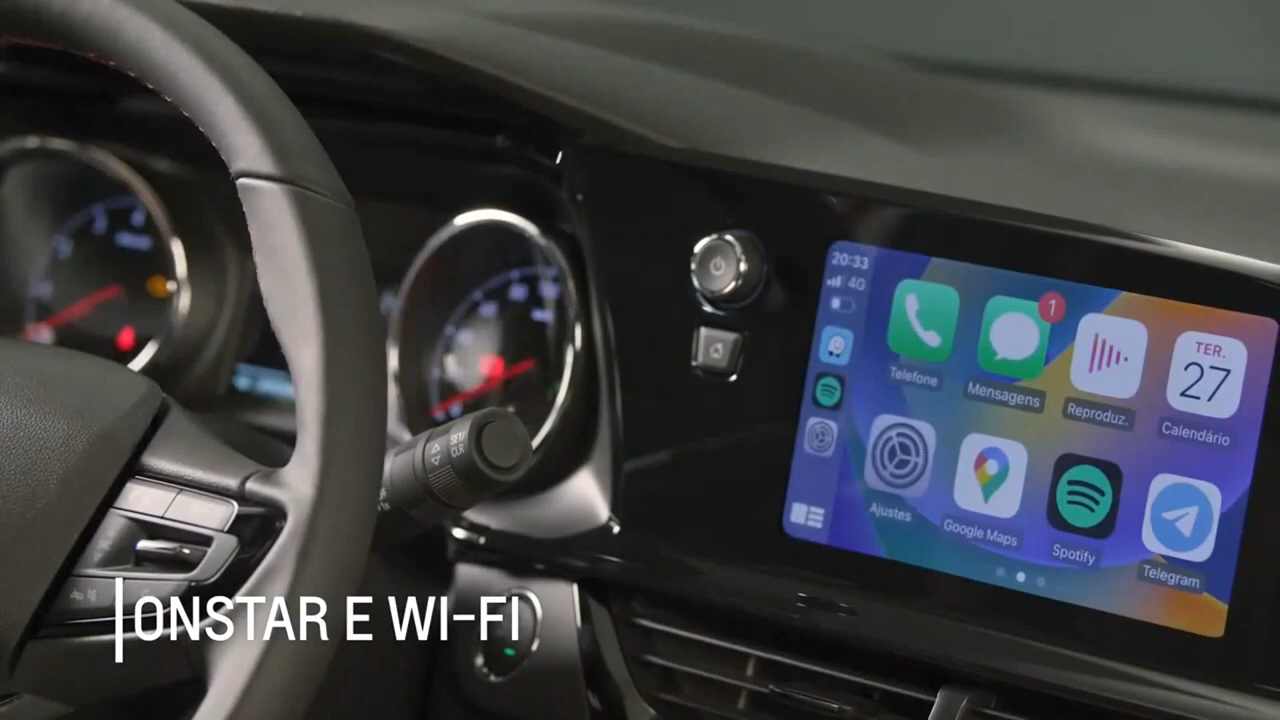 20:33
4G
1
TER.
27
Telefone
Mensagens
Reproduz.
Calendário
Ajustes
Google Maps
Spotify
Telegram
SET/
CLR
ONSTAR E WI-FI